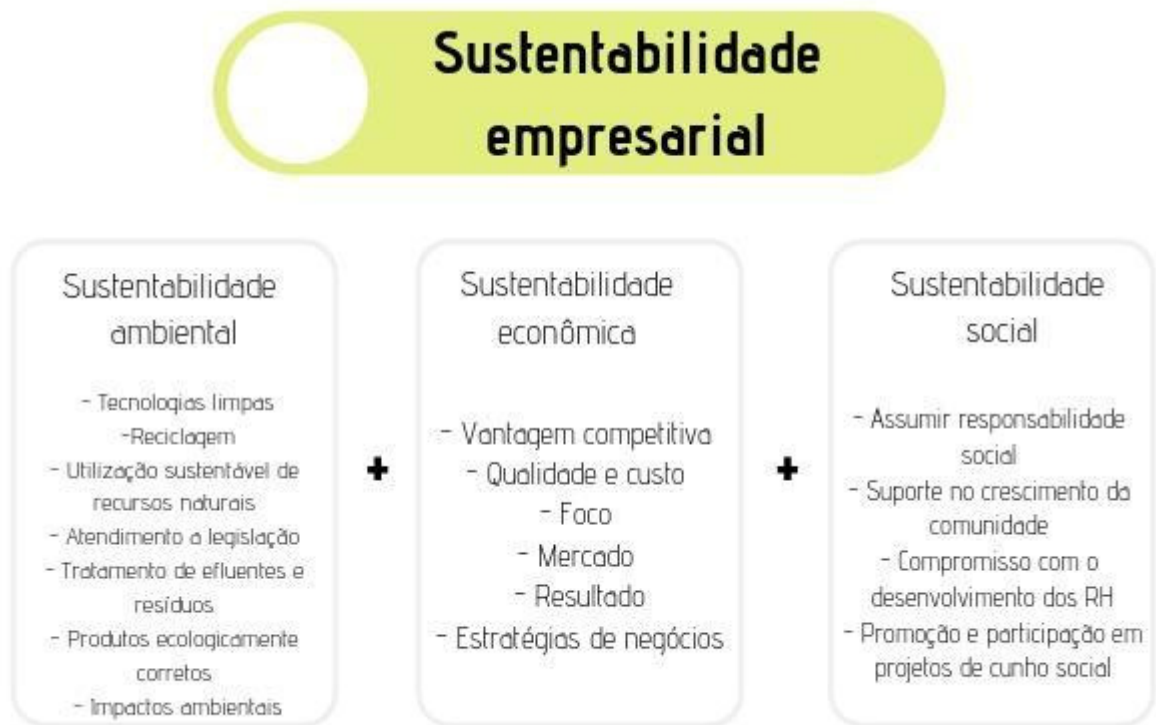 Sustentabilidade
empresarial
Sustentabilidade
ambiental
- Tecnologias limpas
-Reciclagem
- Utilização sustentável de
recursos naturais
- Atendimento a legislação
- Tratamento de efluentes e
resíduos
- Produtos ecologicamente
corretos
- Impactos ambientais
+
Sustentabilidade
econômica
- Vantagem competitiva
- Qualidade e custo
- Foco
- Mercado
- Resultado
- Estratégias de negócios
+
Sustentabilidade
social
- Assumir responsabilidade
social
- Suporte no crescimento da
comunidade
- Compromisso com o
desenvolvimento dos RH
- Promoção e participação em
projetos de cunho social